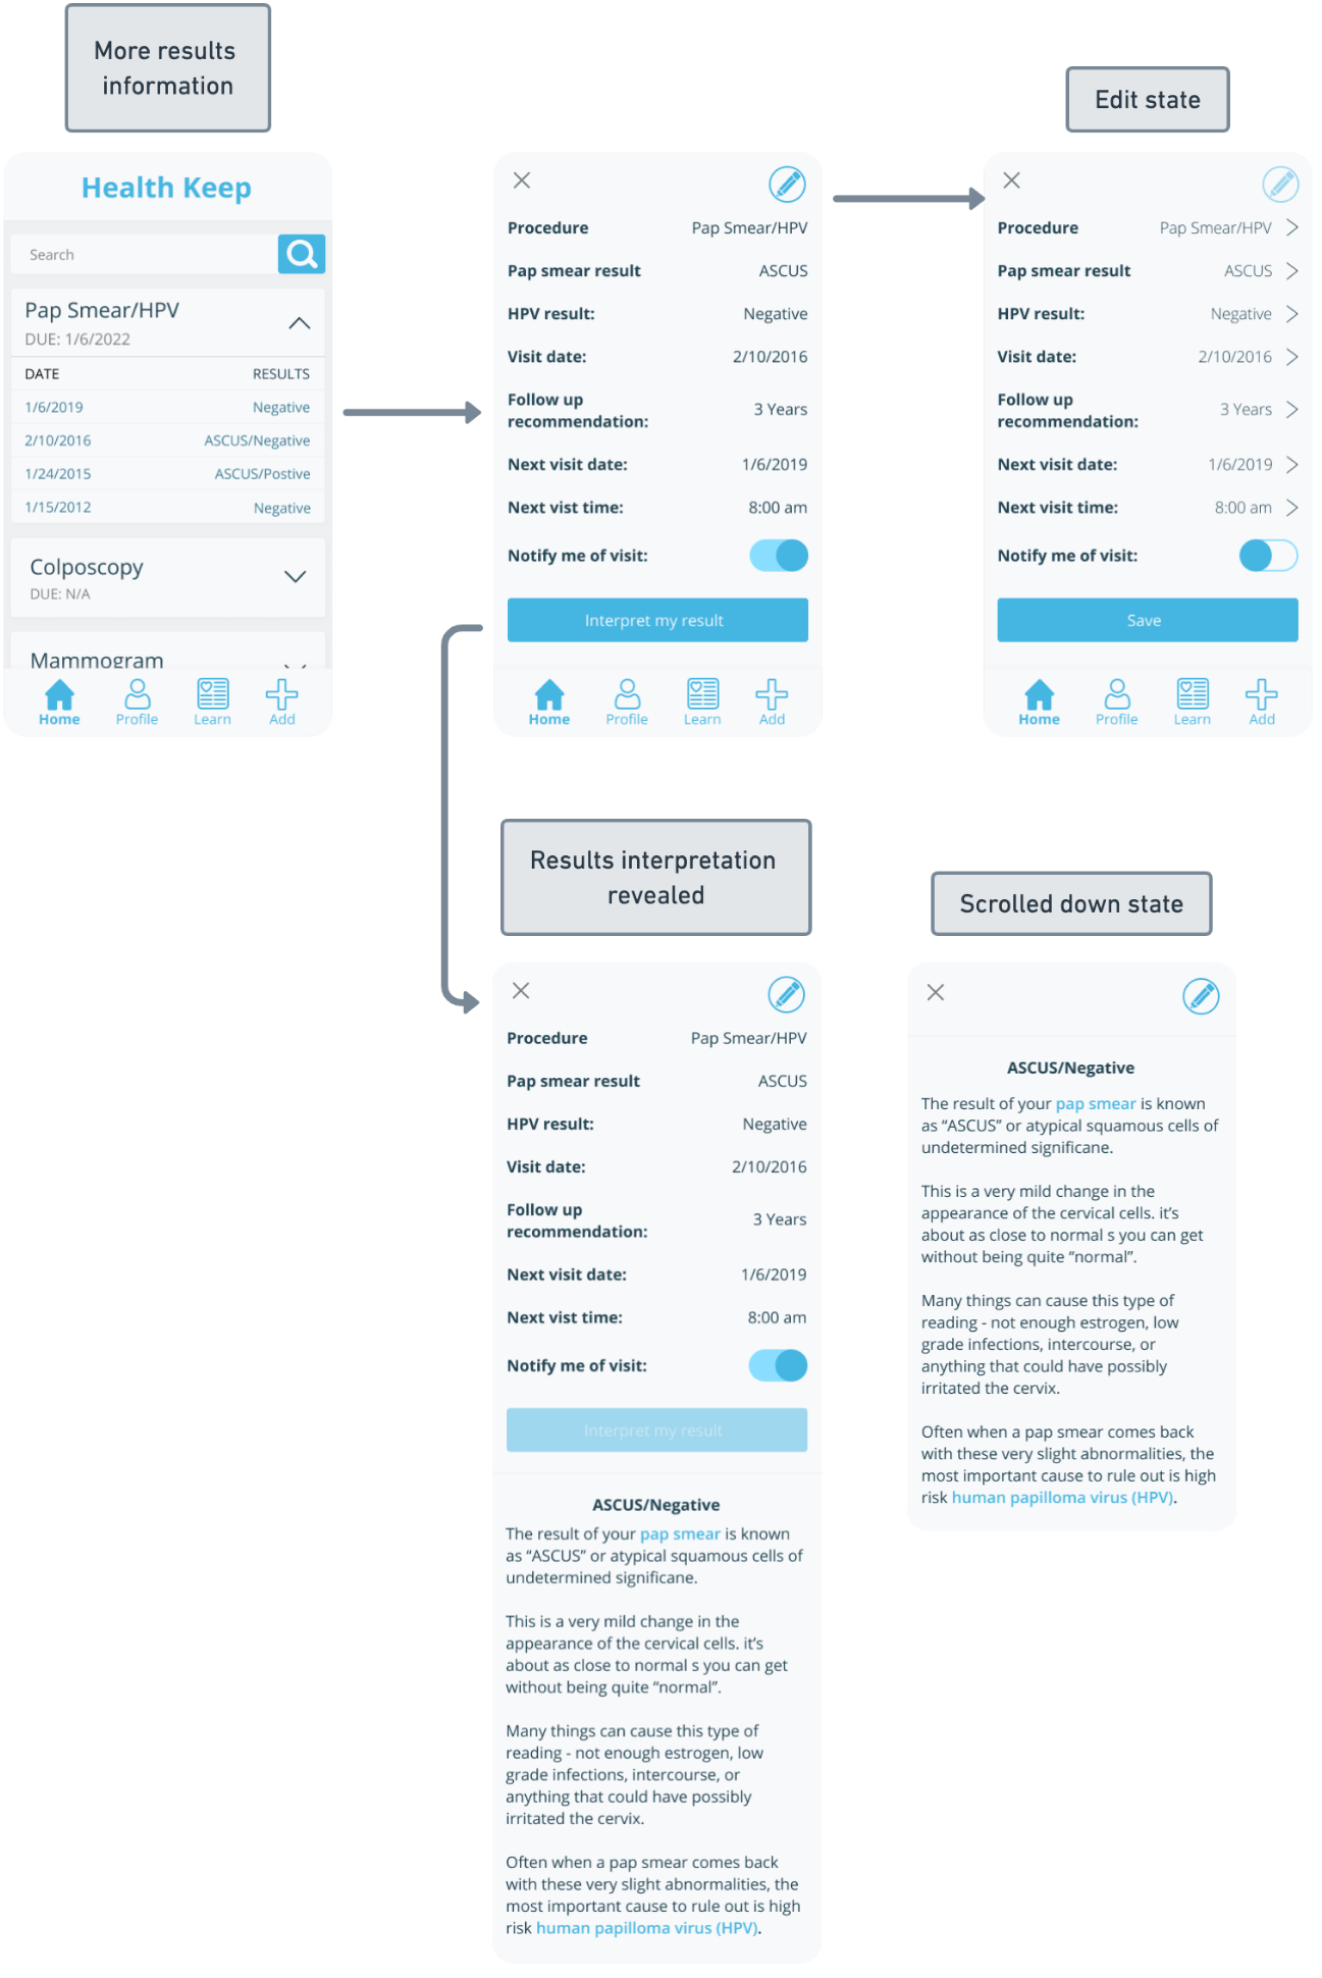 More results
information
Health Keep
Search
Pap Smear/HPV
DUE: 1/6/2022
DATE RESULTS
1/6/2019 Negative
2/10/2016 ASCUS/Negative
1/24/2015 ASCUS/Postive
1/15/2012 Negative
Colposcopy
DUE: N/A
Mammogram
Home Profile Learn Add
Procedure Pap Smear/HPV
Pap smear result ASCUS
HPV result: Negative
Visit date: 2/10/2016
Follow up
recommendation: 3 Years
Next visit date: 1/6/2019
Next vist time: 8:00 am
Notify me of visit:
Interpret my result
Home Profile Learn Add
Edit state
Procedure Pap Smear/HPV
Pap smear result ASCUS
HPV result: Negative
Visit date: 2/10/2016
Follow up
recommendation: 3 Years
Next visit date: 1/6/2019
Next visit time: 8:00 am
Notify me of visit:
Save
Home Profile Learn Add
Results interpretation
revealed
Procedure Pap Smear/HPV
Pap smear result ASCUS
HPV result: Negative
Visit date: 2/10/2016
Follow up
recommendation: 3 Years
Next visit date: 1/6/2019
Next vist time: 8:00 am
Notify me of visit:
Interpret my result
ASCUS/Negative
The result of your pap smear is known
as “ASCUS” or atypical squamous cells of
undetermined significane.
This is a very mild change in the
appearance of the cervical cells. it’s
about as close to normal s you can get
without being quite “normal”.
Many things can cause this type of
reading - not enough estrogen, low
grade infections, intercourse, or
anything that could have possibly
irritated the cervix.
Often when a pap smear comes back
with these very slight abnormalities, the
most important cause to rule out is high
risk human papilloma virus (HPV).
Scrolled down state
ASCUS/Negative
The result of your pap smear is known
as “ASCUS” or atypical squamous cells of
undetermined significane.
This is a very mild change in the
appearance of the cervical cells. it’s
about as close to normal s you can get
without being quite “normal”.
Many things can cause this type of
reading - not enough estrogen, low
grade infections, intercourse, or
anything that could have possibly
irritated the cervix.
Often when a pap smear comes back
with these very slight abnormalities, the
most important cause to rule out is high
risk human papilloma virus (HPV).